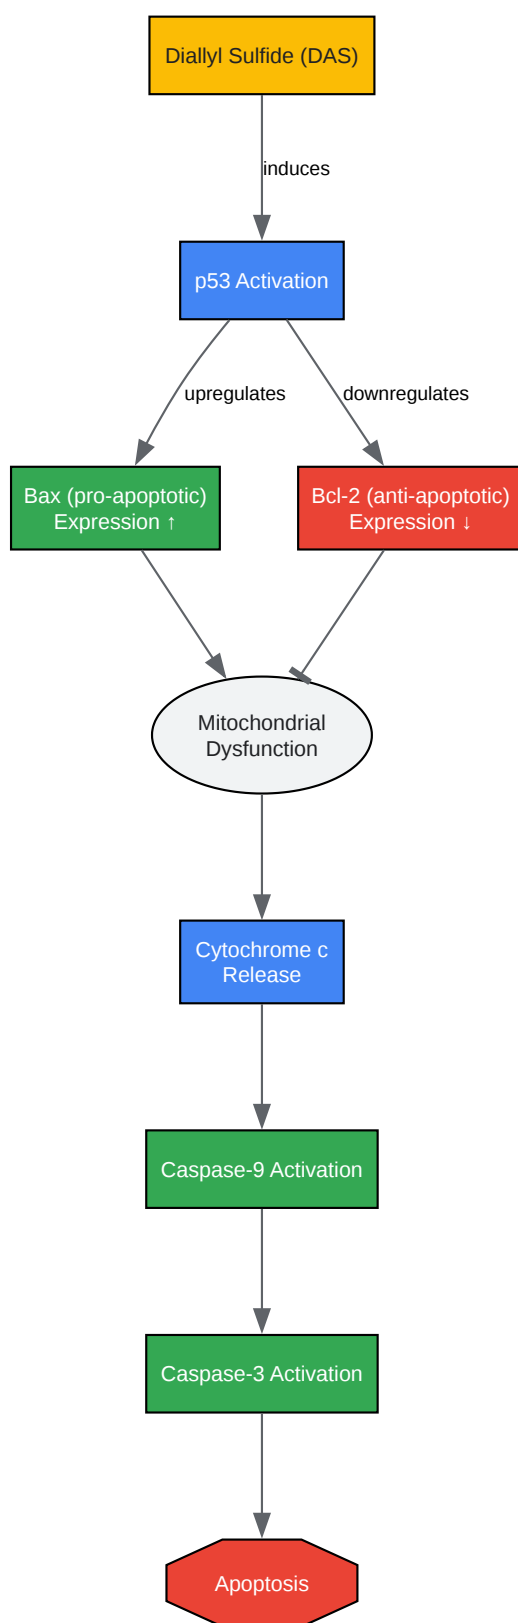 Diallyl Sulfide (DAS)
induces
p53 Activation
upregulates
downregulates
Bax (pro-apoptotic)
Expression ↑
Bcl-2 (anti-apoptotic)
Expression ↓
Mitochondrial
Dysfunction
Cytochrome c
Release
Caspase-9 Activation
Caspase-3 Activation
Apoptosis